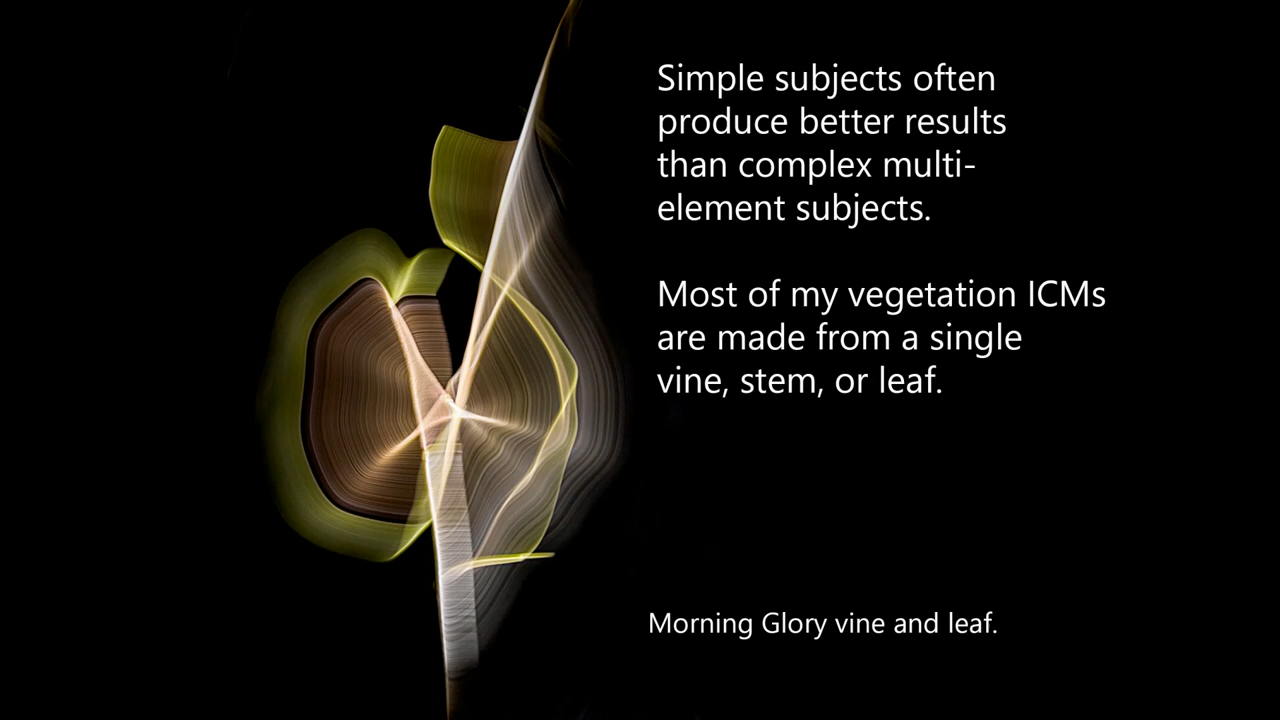 Simple subjects often
produce better results
than complex multi-
element subjects.
Most of my vegetation ICMs
are made from a single
vine, stem, or leaf.
Morning Glory vine and leaf.